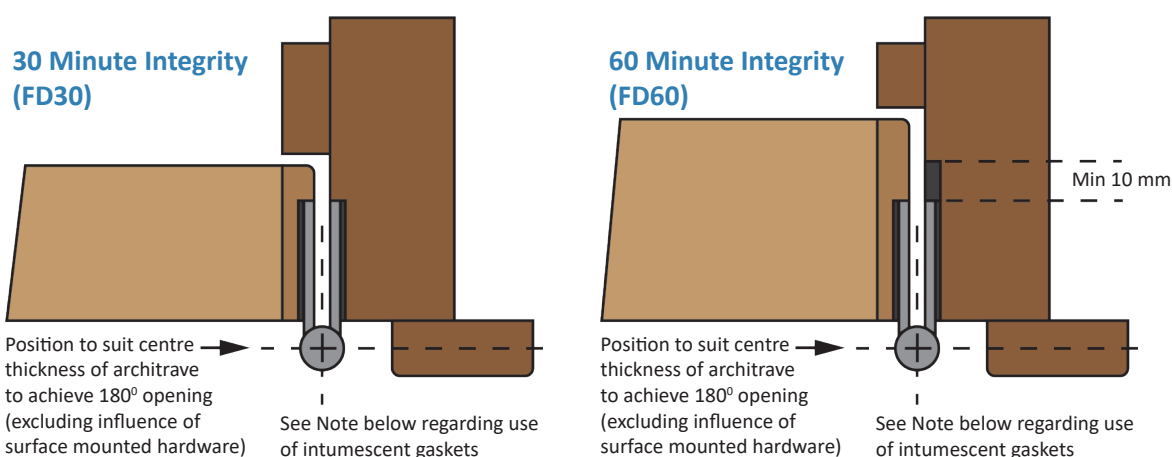 30 Minute Integrity
(FD30)
Position to suit centre
thickness of architrave
to achieve 180⁰ opening
(excluding influence of
surface mounted hardware)
See Note below regarding use
of intumescent gaskets
60 Minute Integrity
(FD60)
Min 10 mm
Position to suit centre
thickness of architrave
to achieve 180⁰ opening
(excluding influence of
surface mounted hardware)
See Note below regarding use
of intumescent gaskets